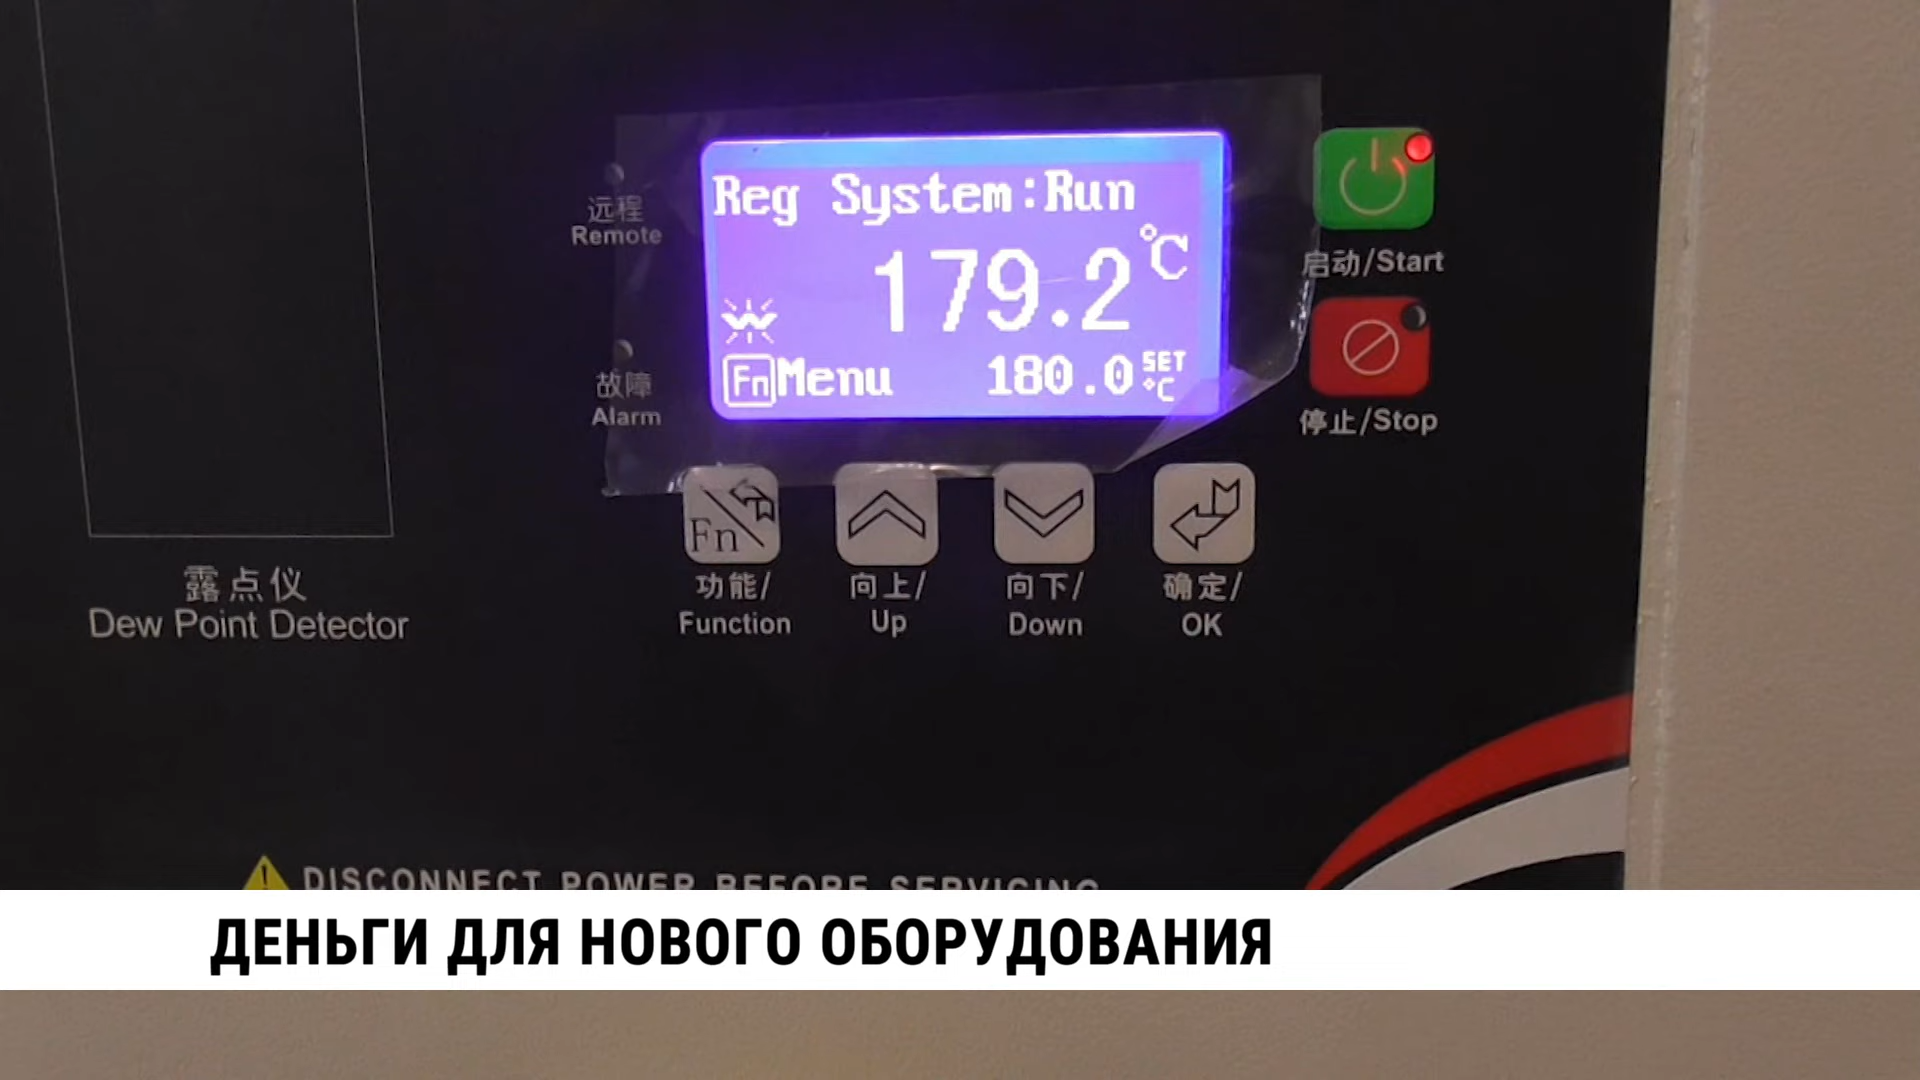 Reg System:Run
179.2 °C
Fn Menu 180.0 SET °C
远程
Remote
故障
Alarm
启动/Start
停止/Stop
Fn
功能/
Function
向上/
Up
向下/
Down
确定/
OK
露点仪
Dew Point Detector
DISCONNECT POWER BEFORE SERVICING
ДЕНЬГИ ДЛЯ НОВОГО ОБОРУДОВАНИЯ